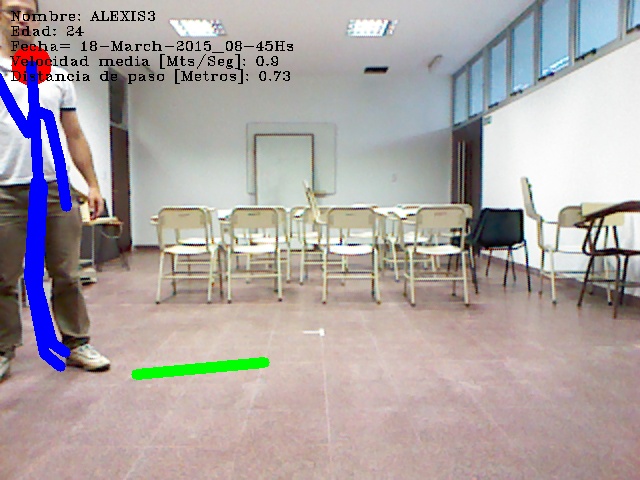 Nombre: ALEXIS3
Edad: 24
Fecha= 18-March-2015_08-45Hs
Velocidad media [Mts/Seg]: 0.9
Distancia de paso [Metros]: 0.73